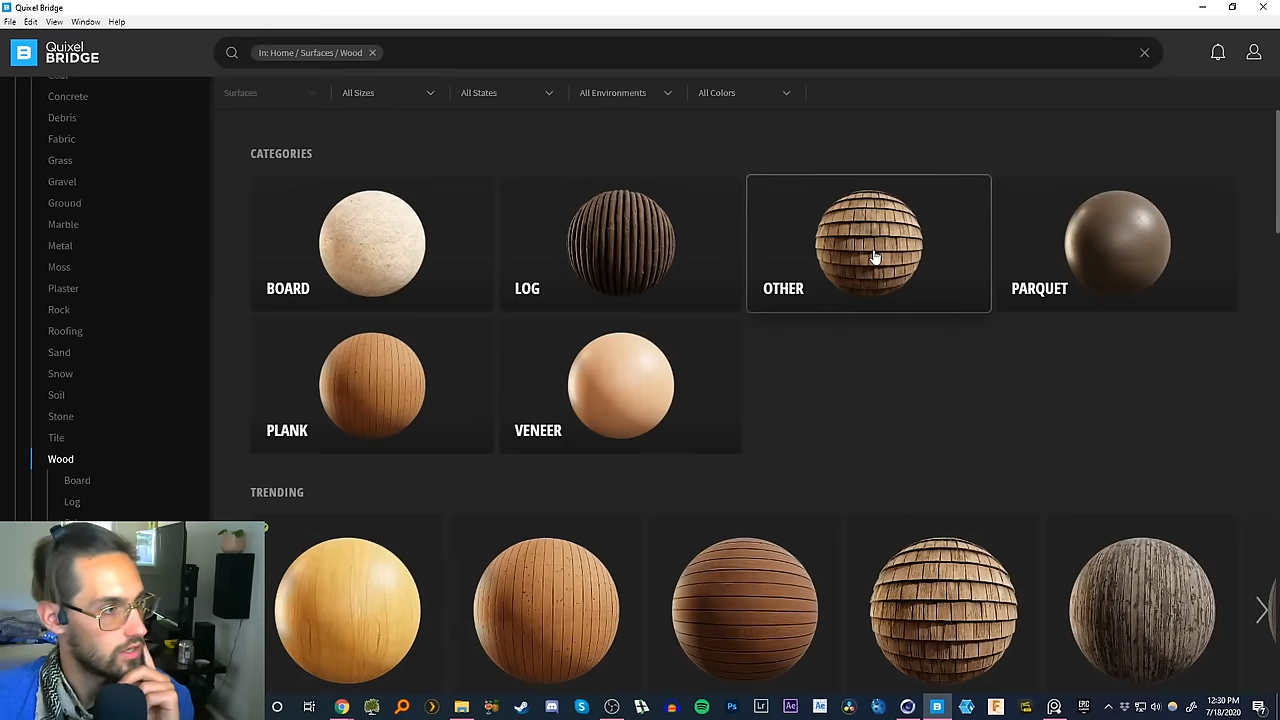 Quixel Bridge
File Edit View Window Help
Quixel
BRIDGE
In: Home / Surfaces / Wood
Surfaces All Sizes All States All Environments All Colors
Concrete
Debris
Fabric
Grass
Gravel
Ground
Marble
Metal
Moss
Plaster
Rock
Roofing
Sand
Snow
Soil
Stone
Tile
Wood
Board
Log
CATEGORIES
BOARD
LOG
OTHER
PARQUET
PLANK
VENEER
TRENDING
12:30 PM
7/18/2020